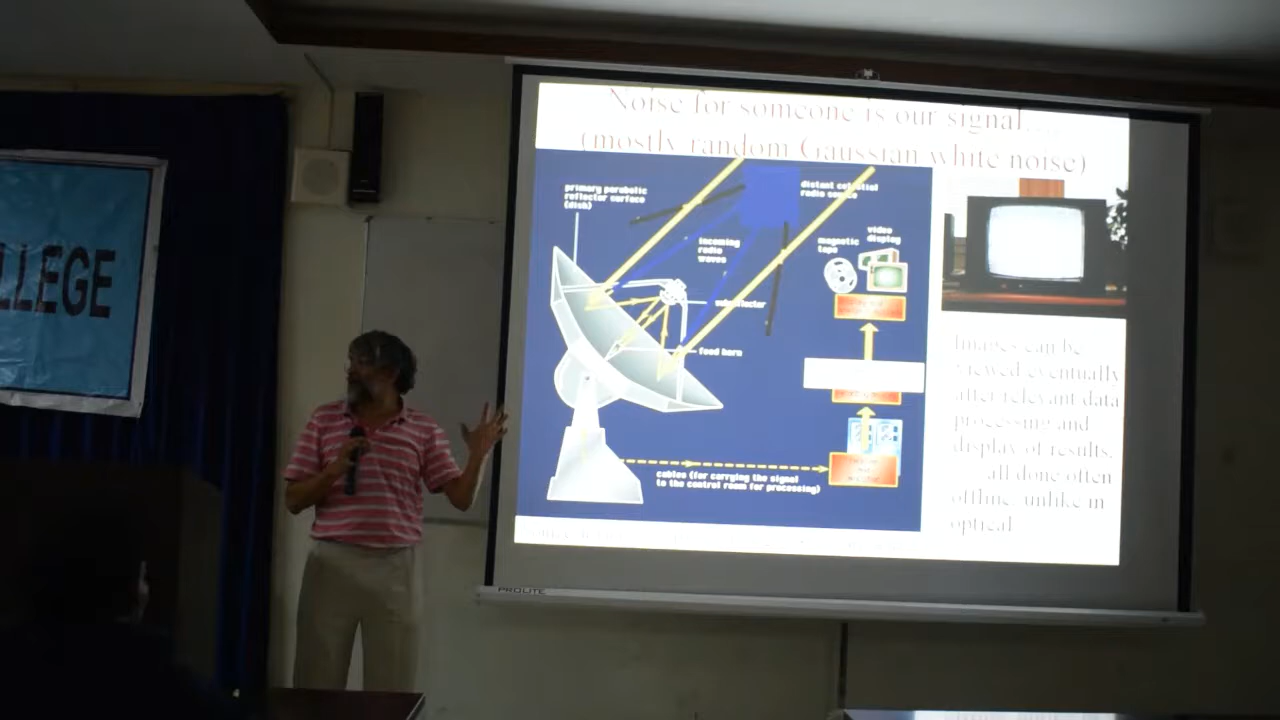 LLEGE
Noise for someone is our signal...
(mostly random Gaussian white noise)
primary parabolic
reflector surface
(dish)
distant celestial
radio source
incoming
radio
waves
subreflector
feed horn
magnetic
tape
video
display
cables (for carrying the signal
to the control room for processing)
Images can be
viewed eventually
after relevant data
processing and
display of results.
all done often
offline, unlike in
optical
PROLITE